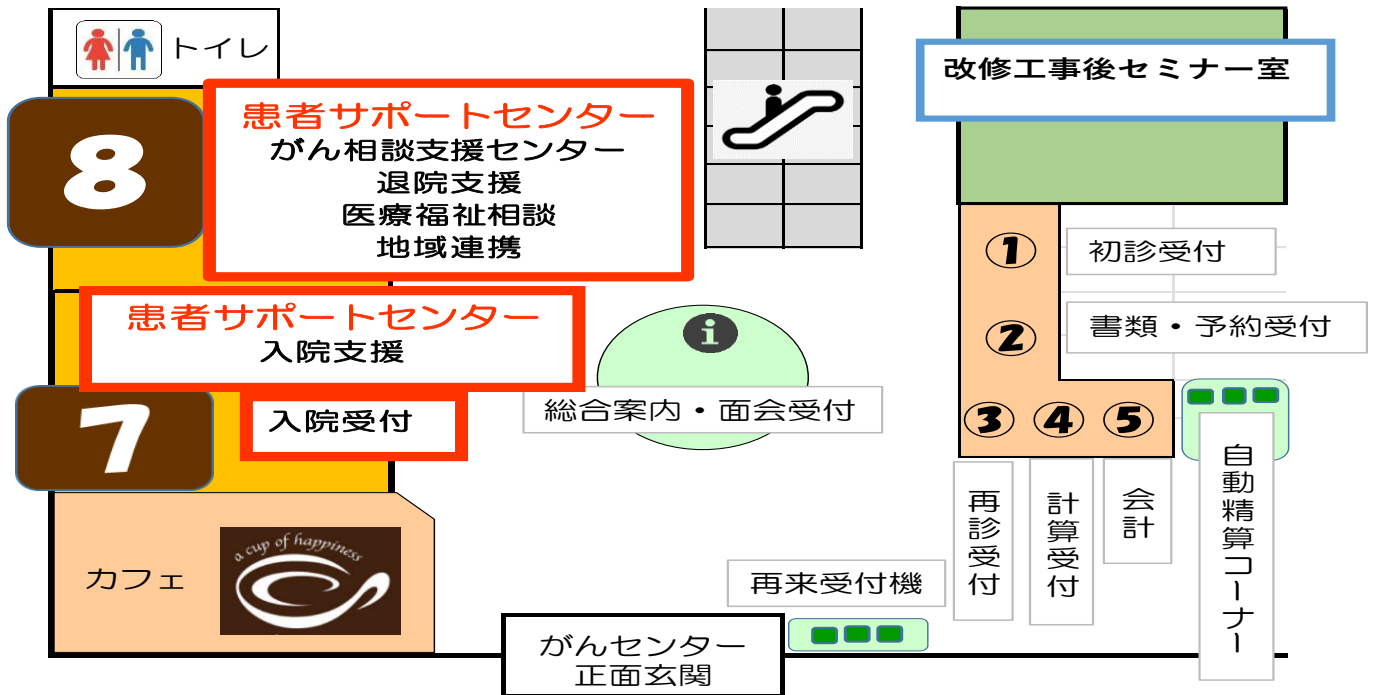 トイレ
8
患者サポートセンター
がん相談支援センター
退院支援
医療福祉相談
地域連携
患者サポートセンター
入院支援
7
入院受付
カフェ
a cup of happiness
i
総合案内・面会受付
改修工事後セミナー室
①
初診受付
②
書類・予約受付
③
④
⑤
再診受付
計算受付
会計
自動精算コーナー
再来受付機
がんセンター
正面玄関